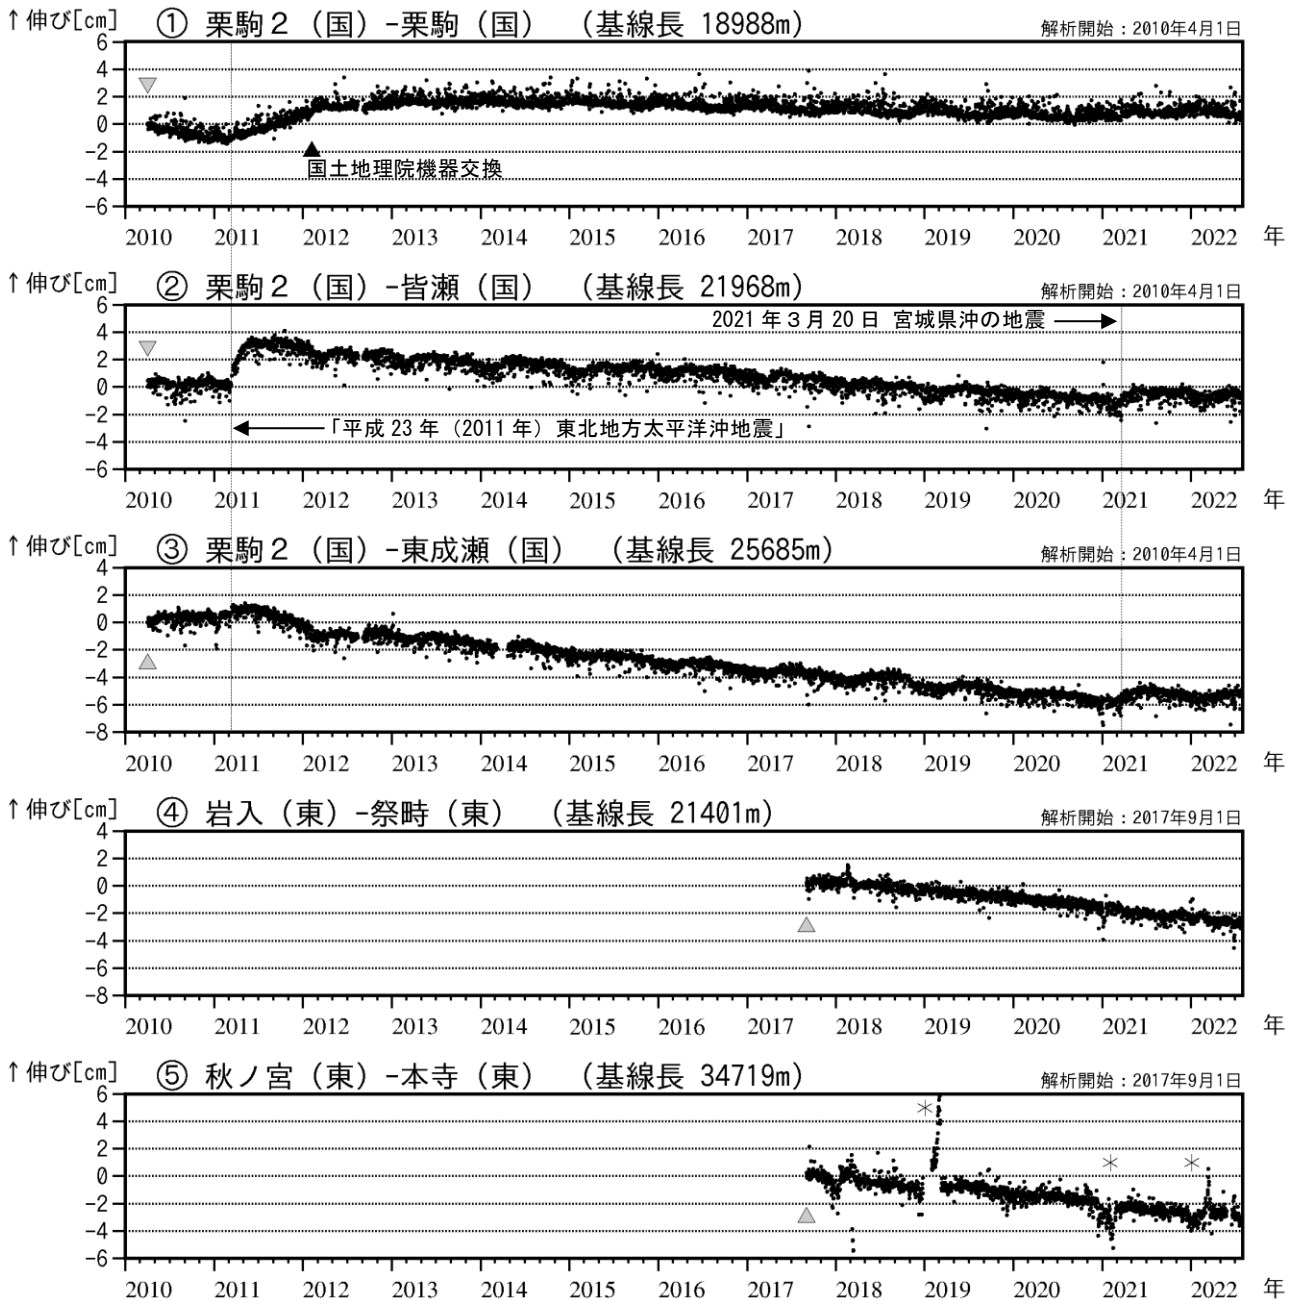 ↑伸び[cm] ① 栗駒２（国）-栗駒（国） （基線長 18988m） 解析開始：2010年4月1日
6
4
2
0
-2
国土地理院機器交換
-4
-6
2010 2011 2012 2013 2014 2015 2016 2017 2018 2019 2020 2021 2022 年
↑伸び[cm] ② 栗駒２（国）-皆瀬（国） （基線長 21968m） 解析開始：2010年4月1日
6
2021 年３月 20 日 宮城県沖の地震
4
2
0
-2
「平成 23 年（2011 年）東北地方太平洋沖地震」
-4
-6
2010 2011 2012 2013 2014 2015 2016 2017 2018 2019 2020 2021 2022 年
↑伸び[cm] ③ 栗駒２（国）-東成瀬（国） （基線長 25685m） 解析開始：2010年4月1日
4
2
0
-2
-4
-6
-8
2010 2011 2012 2013 2014 2015 2016 2017 2018 2019 2020 2021 2022 年
↑伸び[cm] ④ 岩入（東）-祭畤（東） （基線長 21401m） 解析開始：2017年9月1日
4
2
0
-2
-4
-6
-8
2010 2011 2012 2013 2014 2015 2016 2017 2018 2019 2020 2021 2022 年
↑伸び[cm] ⑤ 秋ノ宮（東）-本寺（東） （基線長 34719m） 解析開始：2017年9月1日
6
4
2
0
-2
-4
-6
2010 2011 2012 2013 2014 2015 2016 2017 2018 2019 2020 2021 2022 年